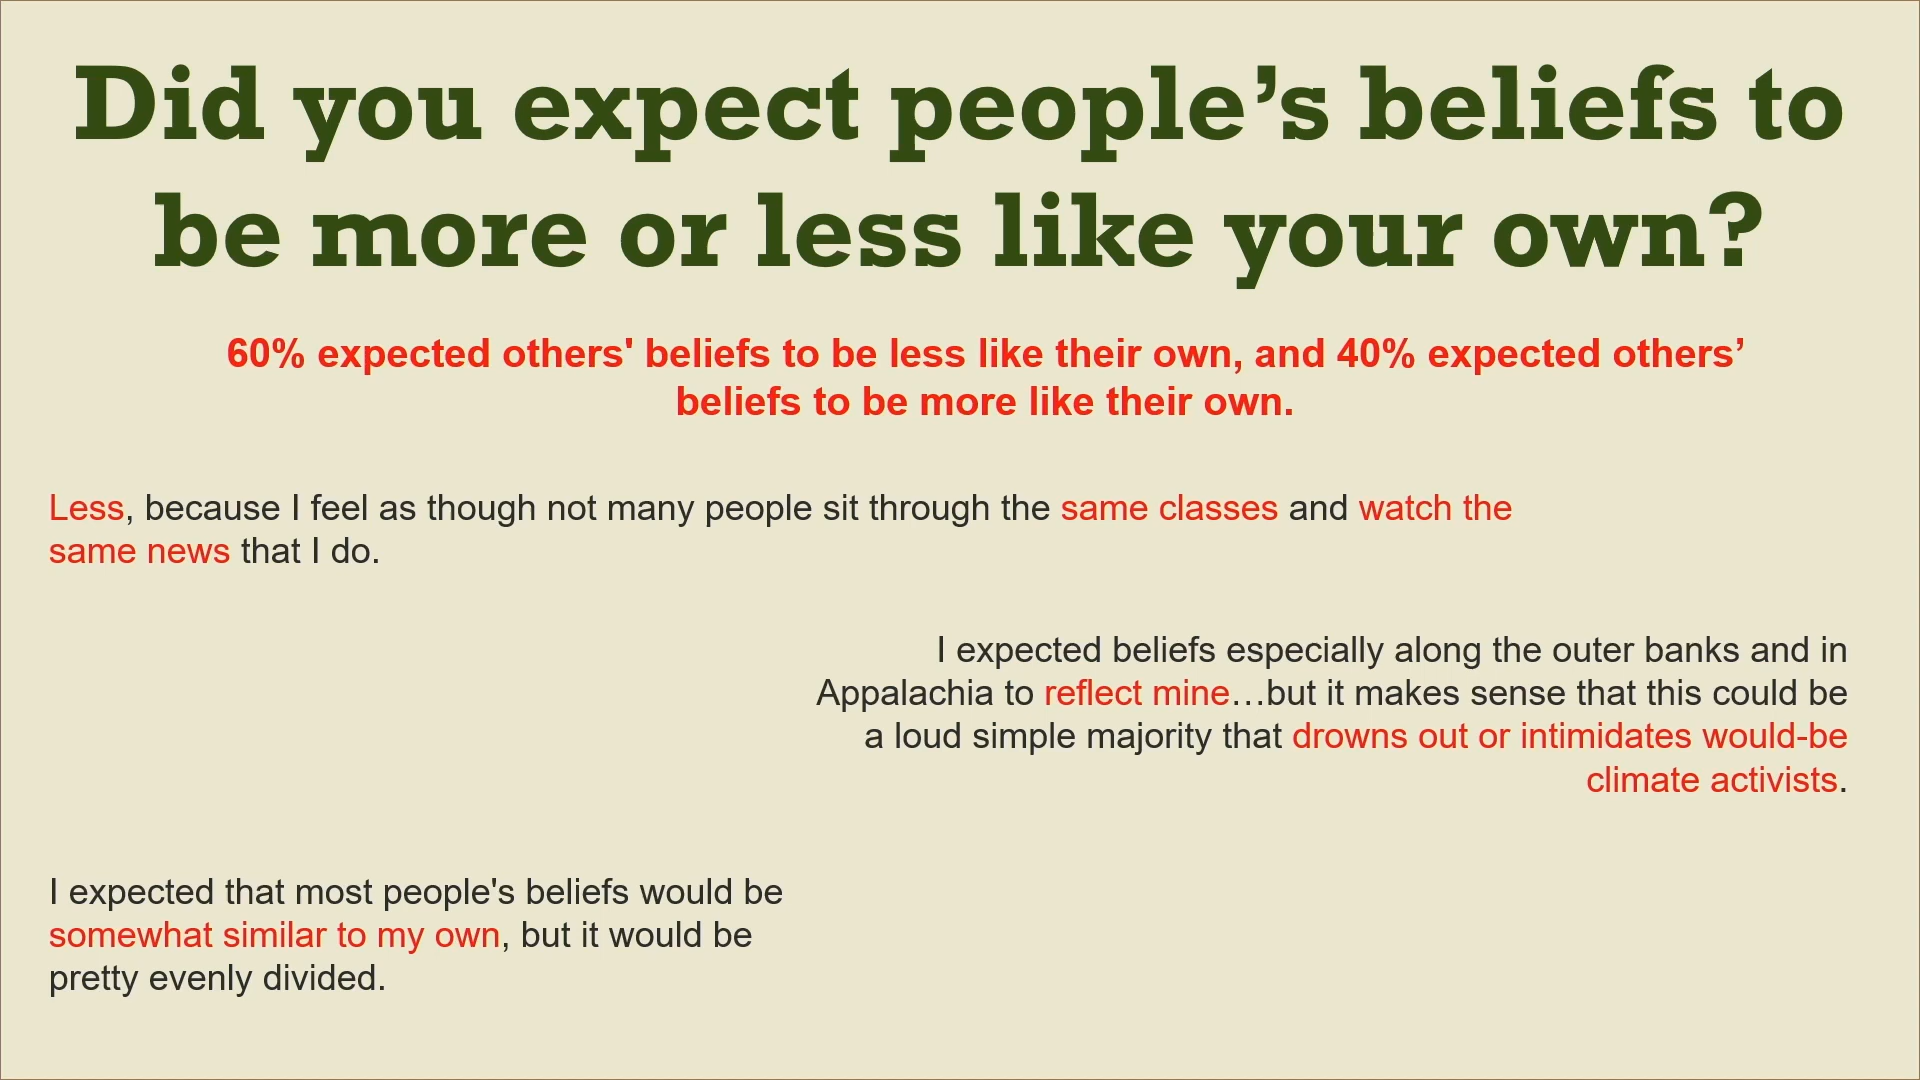 Did you expect people’s beliefs to
be more or less like your own?
60% expected others' beliefs to be less like their own, and 40% expected others’
beliefs to be more like their own.
Less, because I feel as though not many people sit through the same classes and watch the
same news that I do.
I expected beliefs especially along the outer banks and in
Appalachia to reflect mine…but it makes sense that this could be
a loud simple majority that drowns out or intimidates would-be
climate activists.
I expected that most people's beliefs would be
somewhat similar to my own, but it would be
pretty evenly divided.